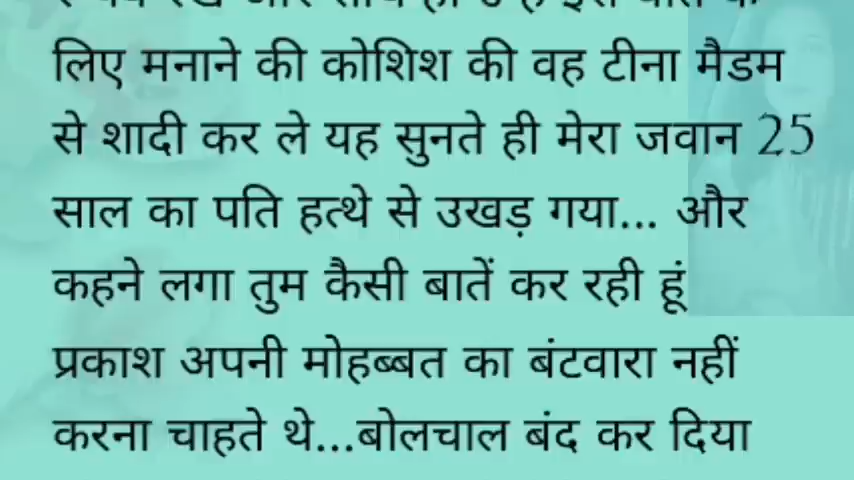 लिए मनाने की कोशिश की वह टीना मैडम
से शादी कर ले यह सुनते ही मेरा जवान 25
साल का पति हत्थे से उखड़ गया... और
कहने लगा तुम कैसी बातें कर रही हूं
प्रकाश अपनी मोहब्बत का बंटवारा नहीं
करना चाहते थे...बोलचाल बंद कर दिया